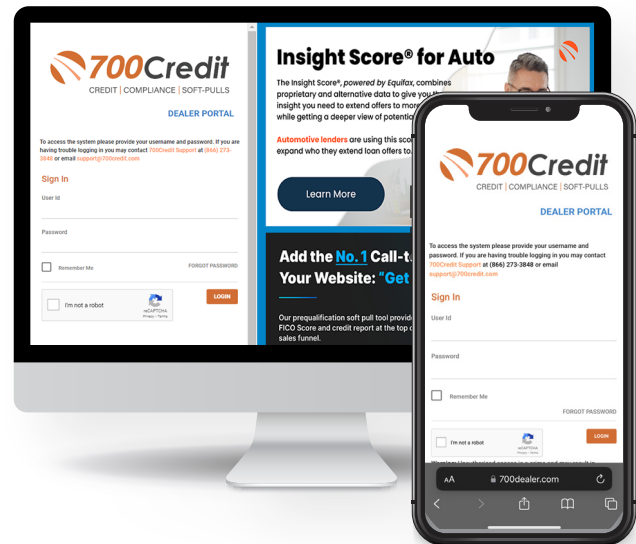 700Credit
CREDIT | COMPLIANCE | SOFT-PULLS
DEALER PORTAL
To access the system please provide your username and password. If you are
having trouble logging in you may contact 700Credit Support at (866) 273-
3848 or email support@700credit.com
Sign In
User Id
Password
Remember Me
FORGOT PASSWORD
I'm not a robot
reCAPTCHA
Privacy - Terms
LOGIN
Insight Score® for Auto
The Insight Score®, powered by Equifax, combines
proprietary and alternative data to give you the
insight you need to extend offers to more
while getting a deeper view of
Automotive lenders are using this
expand who they extend loan offers to.
Learn More
Add the No. 1
Your Website: "Get
Our prequalification soft pull tool
FICO Score and credit report at the top
sales funnel.
700Credit
CREDIT | COMPLIANCE | SOFT-PULLS
DEALER PORTAL
To access the system please provide your username and
password. If you are having trouble logging in you may contact
700Credit Support at (866) 273-3848 or email
support@700credit.com
Sign In
User Id
Password
Remember Me
FORGOT PASSWORD
I'm not a robot
reCAPTCHA
Privacy - Terms
LOGIN
AA
700dealer.com